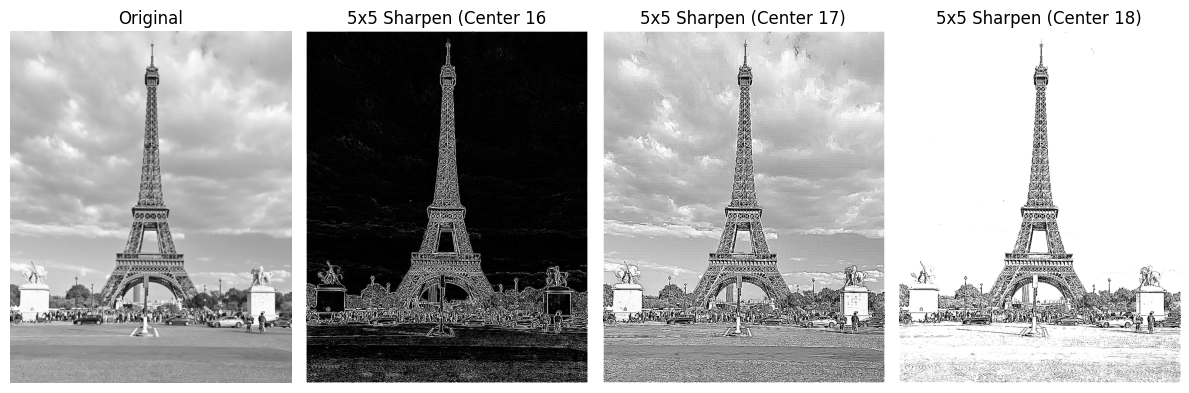 Original
5x5 Sharpen (Center 16
5x5 Sharpen (Center 17)
5x5 Sharpen (Center 18)